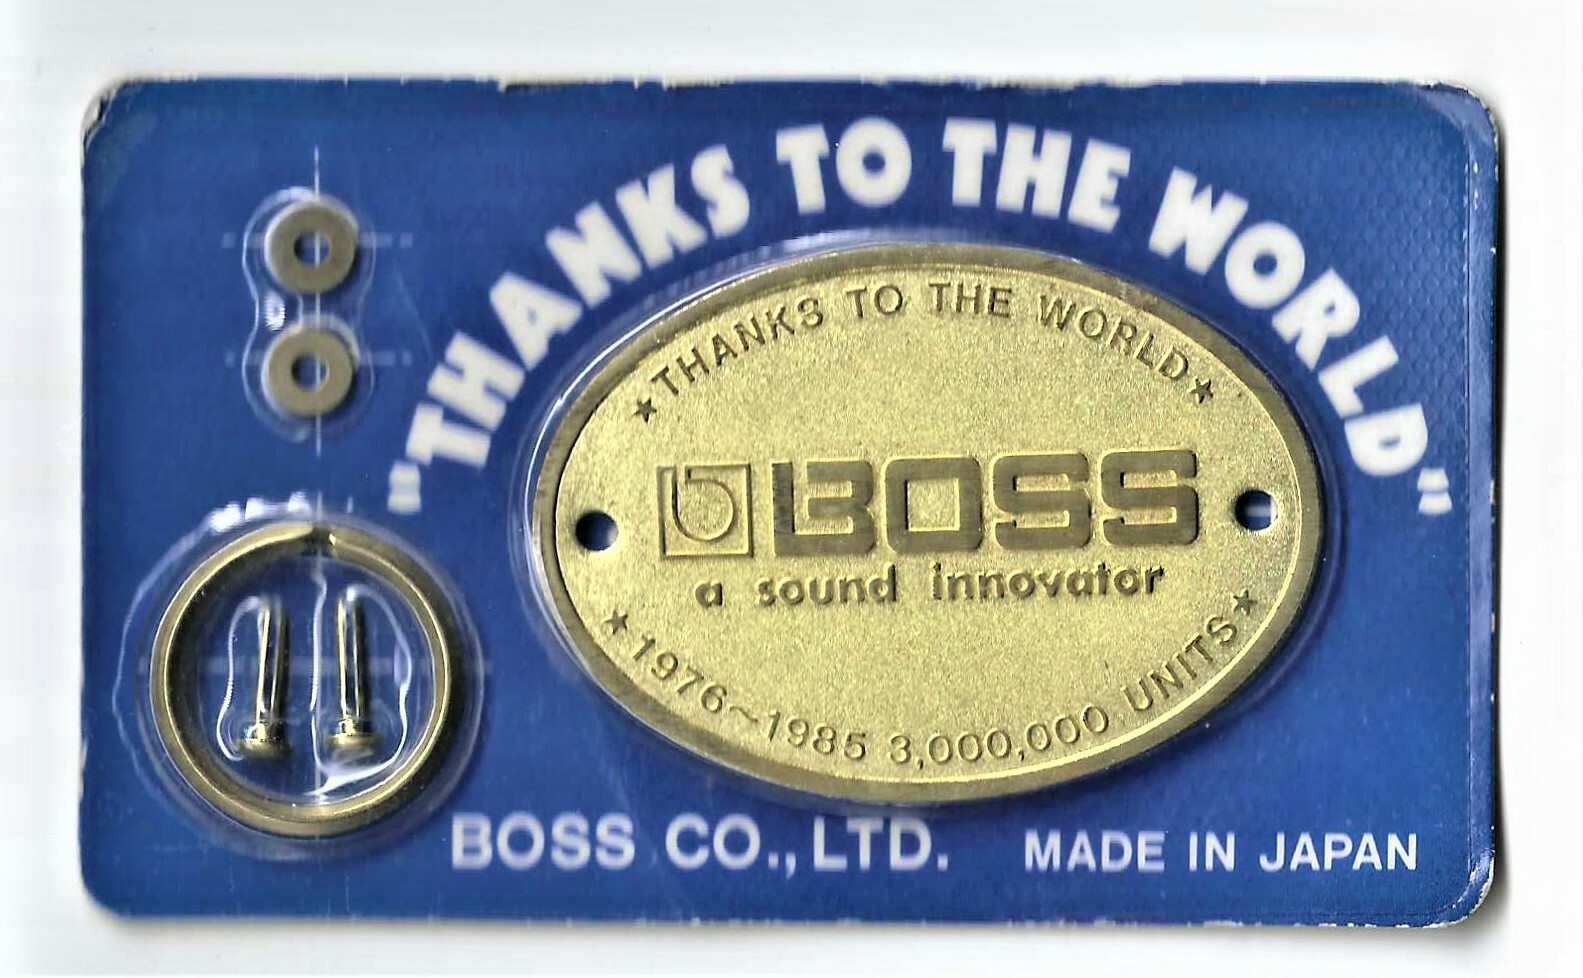 "THANKS TO THE WORLD"
★THANKS TO THE WORLD★
BOSS
a sound innovator
★1976~1985 3,000,000 UNITS★
BOSS CO., LTD. MADE IN JAPAN